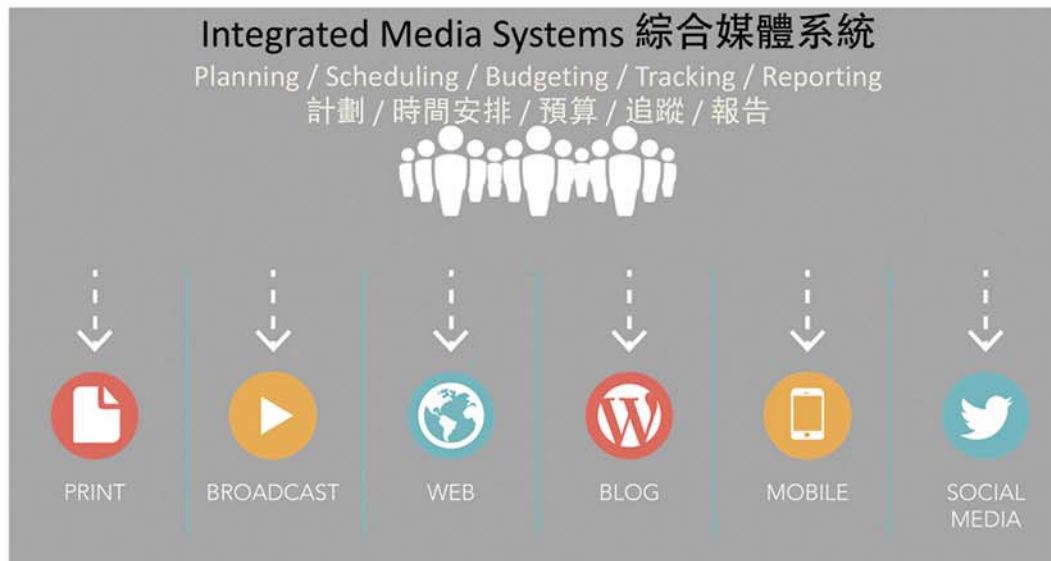 Integrated Media Systems 綜合媒體系統
Planning / Scheduling / Budgeting / Tracking / Reporting
計劃 / 時間安排 / 預算 / 追蹤 / 報告
PRINT
BROADCAST
WEB
BLOG
MOBILE
SOCIAL
MEDIA